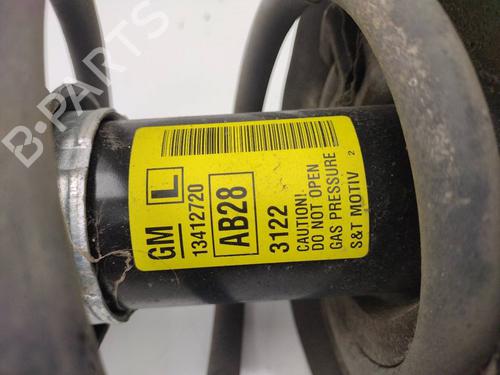 GM L
13412720
AB28
3122
CAUTION!
DO NOT OPEN
GAS PRESSURE
S&T MOTIV 2
B-PARTS